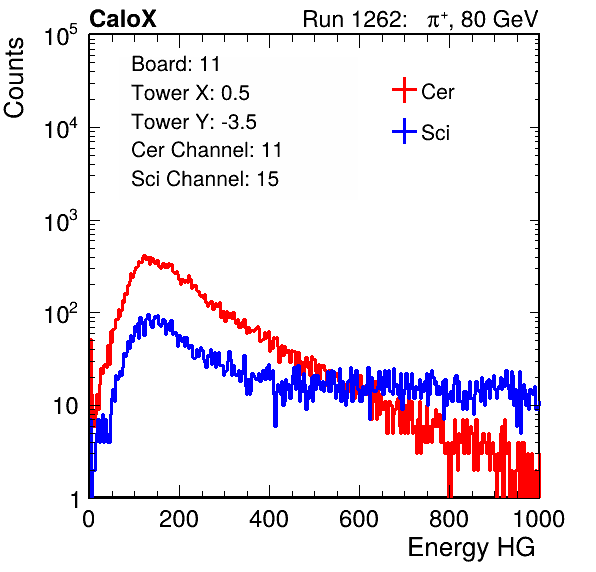 CaloX Run 1262: π⁺, 80 GeV
Counts
10⁵
10⁴
10³
10²
10
1
Board: 11
Tower X: 0.5
Tower Y: -3.5
Cer Channel: 11
Sci Channel: 15
Cer
Sci
0 200 400 600 800 1000
Energy HG